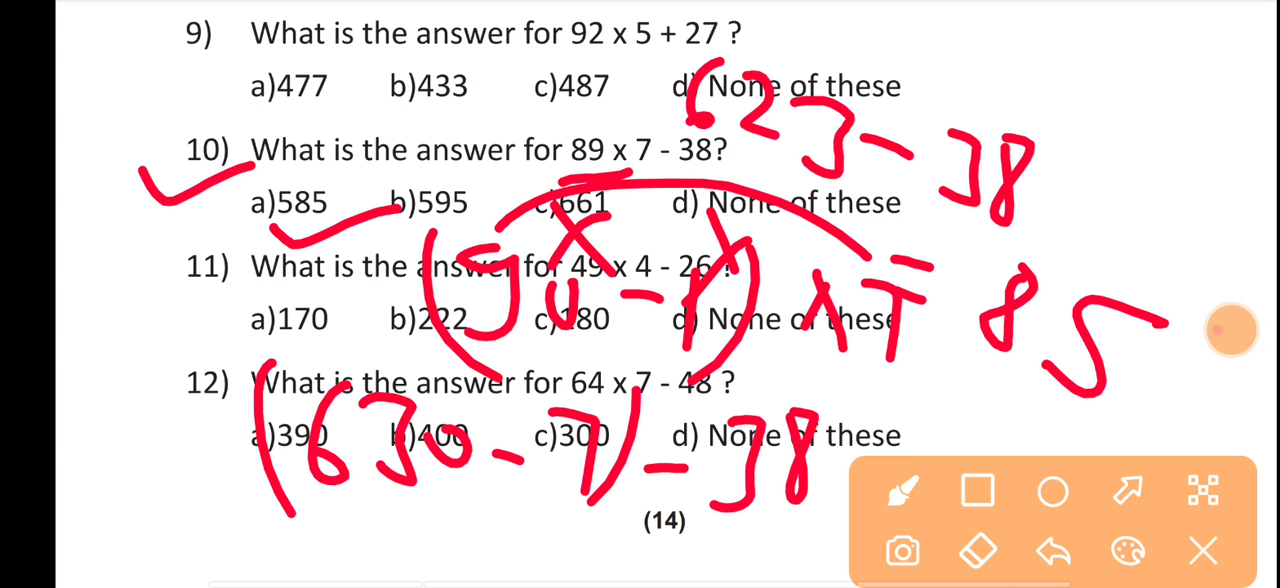 9) What is the answer for 92 x 5 + 27 ?
a)477 b)433 c)487 d) None of these
623 - 38
10) What is the answer for 89 x 7 - 38?
a)585 b)595 c)661 d) None of these
11) What is the answer for 49 x 4 - 26 ?
(90 - 1) x 7 = 85
a)170 b)222 c)180 d) None of these
12) What is the answer for 64 x 7 - 48 ?
a)390 b)400 c)300 d) None of these
(630 - 7) - 38
(14)